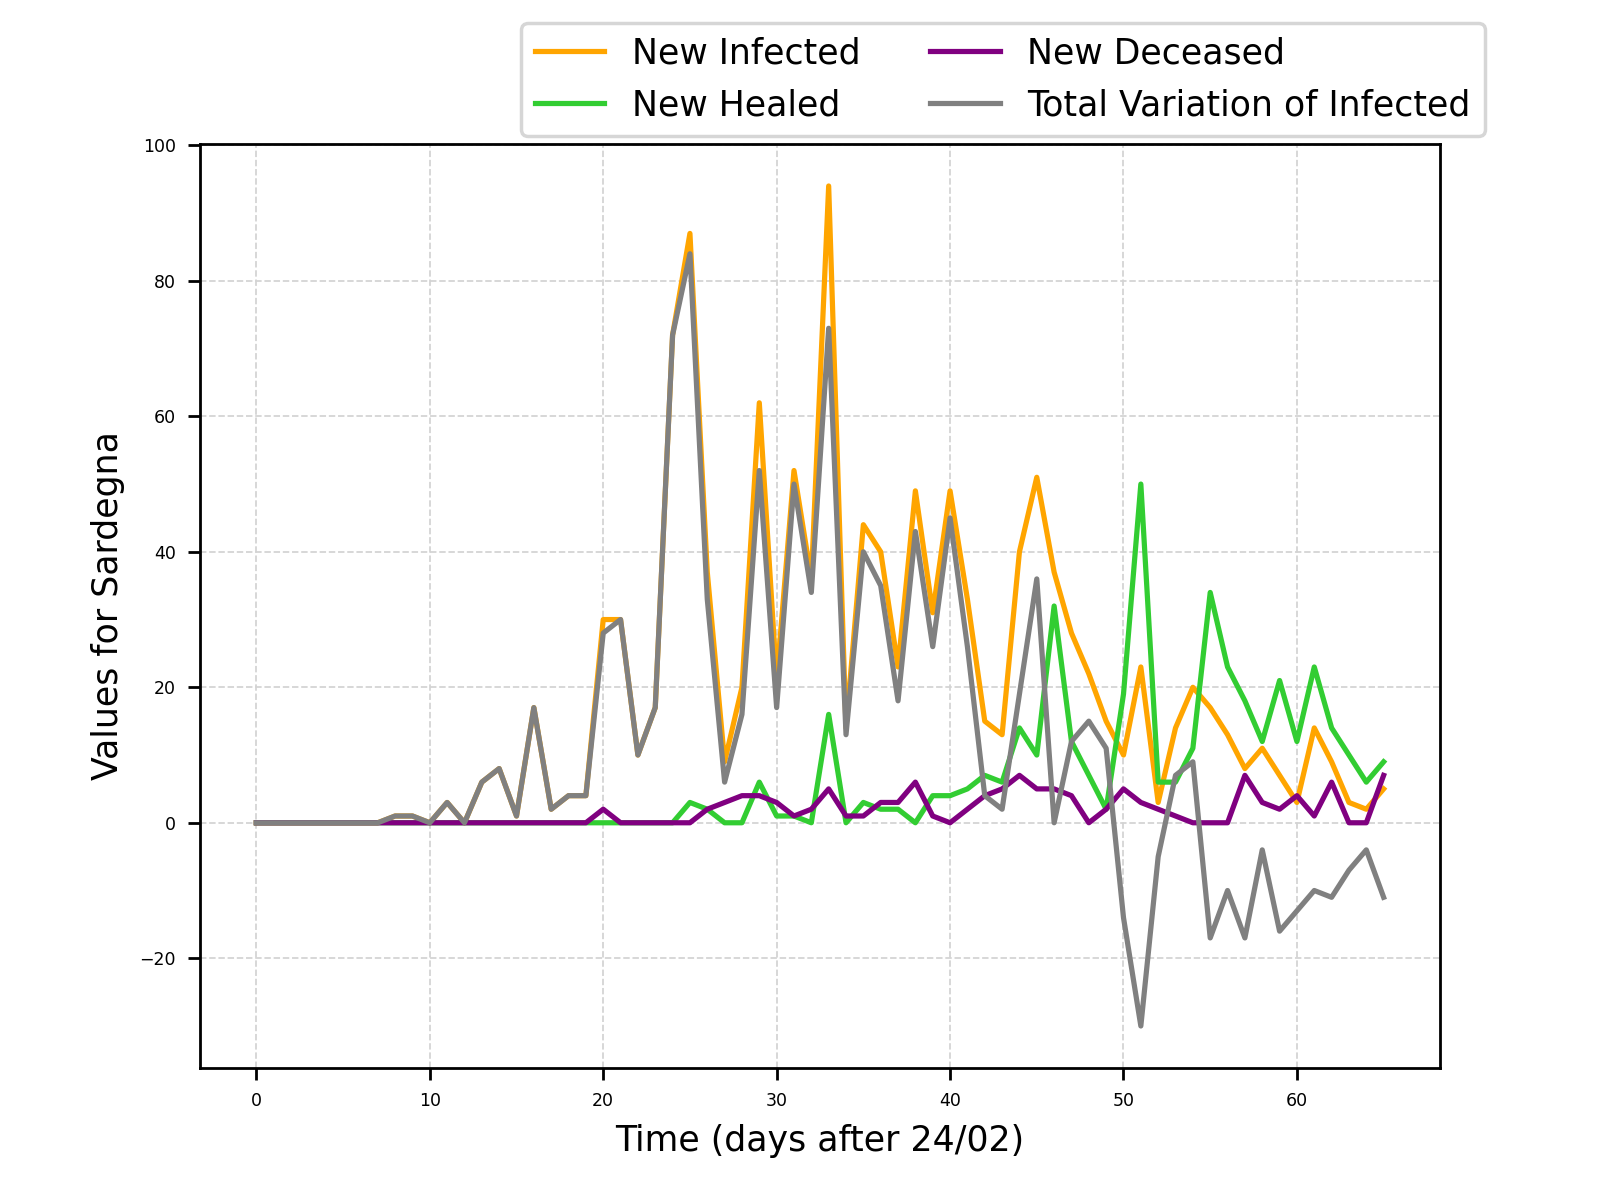 New Infected
New Healed
New Deceased
Total Variation of Infected
100
80
60
40
20
0
−20
Values for Sardegna
0 10 20 30 40 50 60
Time (days after 24/02)